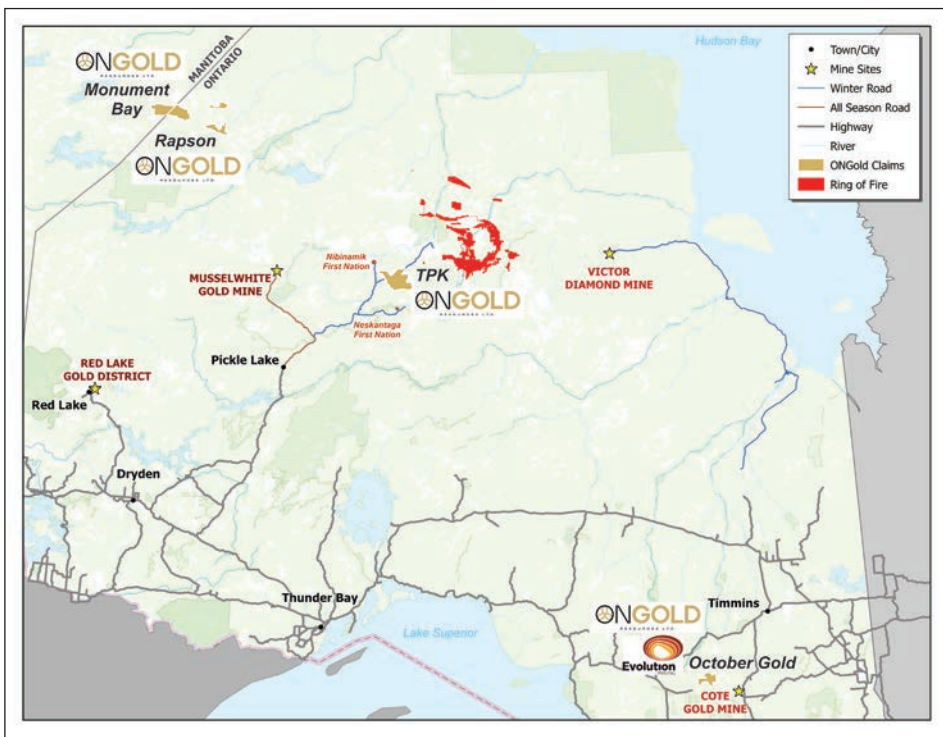 Hudson Bay
Town/City
Mine Sites
Winter Road
All Season Road
Highway
River
ONGold Claims
Ring of Fire
MANITOBA
ONTARIO
ONGOLD
RESOURCES LTD.
Monument
Bay
Rapson
ONGOLD
RESOURCES LTD.
MUSSELWHITE
GOLD MINE
Nibinamik
First Nation
TPK
ONGOLD
RESOURCES LTD.
Neskantaga
First Nation
VICTOR
DIAMOND MINE
Pickle Lake
RED LAKE
GOLD DISTRICT
Red Lake
Dryden
Thunder Bay
Lake Superior
ONGOLD
RESOURCES LTD.
Evolution
Timmins
October Gold
COTE
GOLD MINE